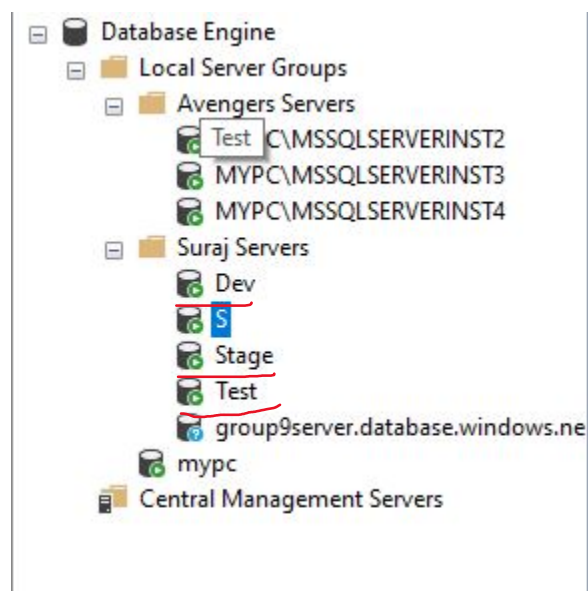 Database Engine
Local Server Groups
Avengers Servers
Test C\MSSQLSERVERINST2
MYPC\MSSQLSERVERINST3
MYPC\MSSQLSERVERINST4
Suraj Servers
Dev
S
Stage
Test
group9server.database.windows.ne
mypc
Central Management Servers